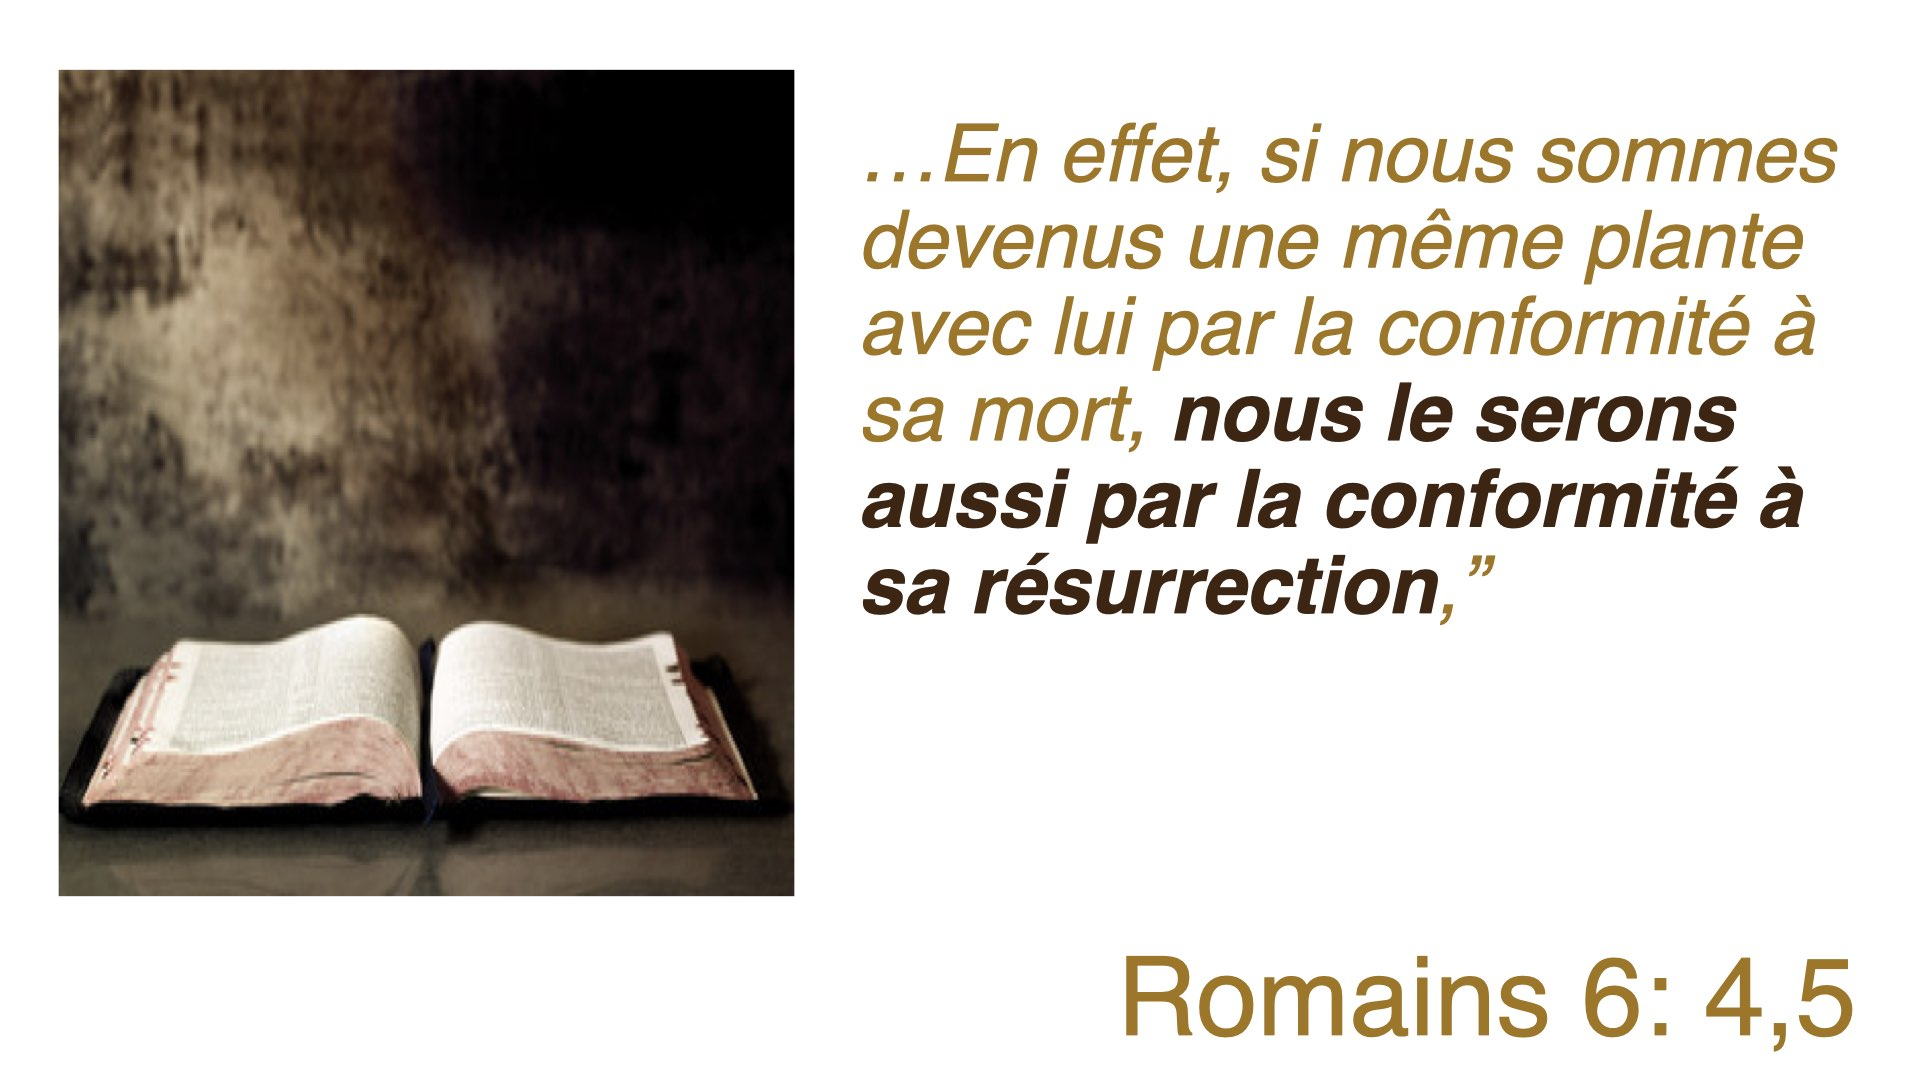 …En effet, si nous sommes
devenus une même plante
avec lui par la conformité à
sa mort, nous le serons
aussi par la conformité à
sa résurrection,”
Romains 6: 4,5